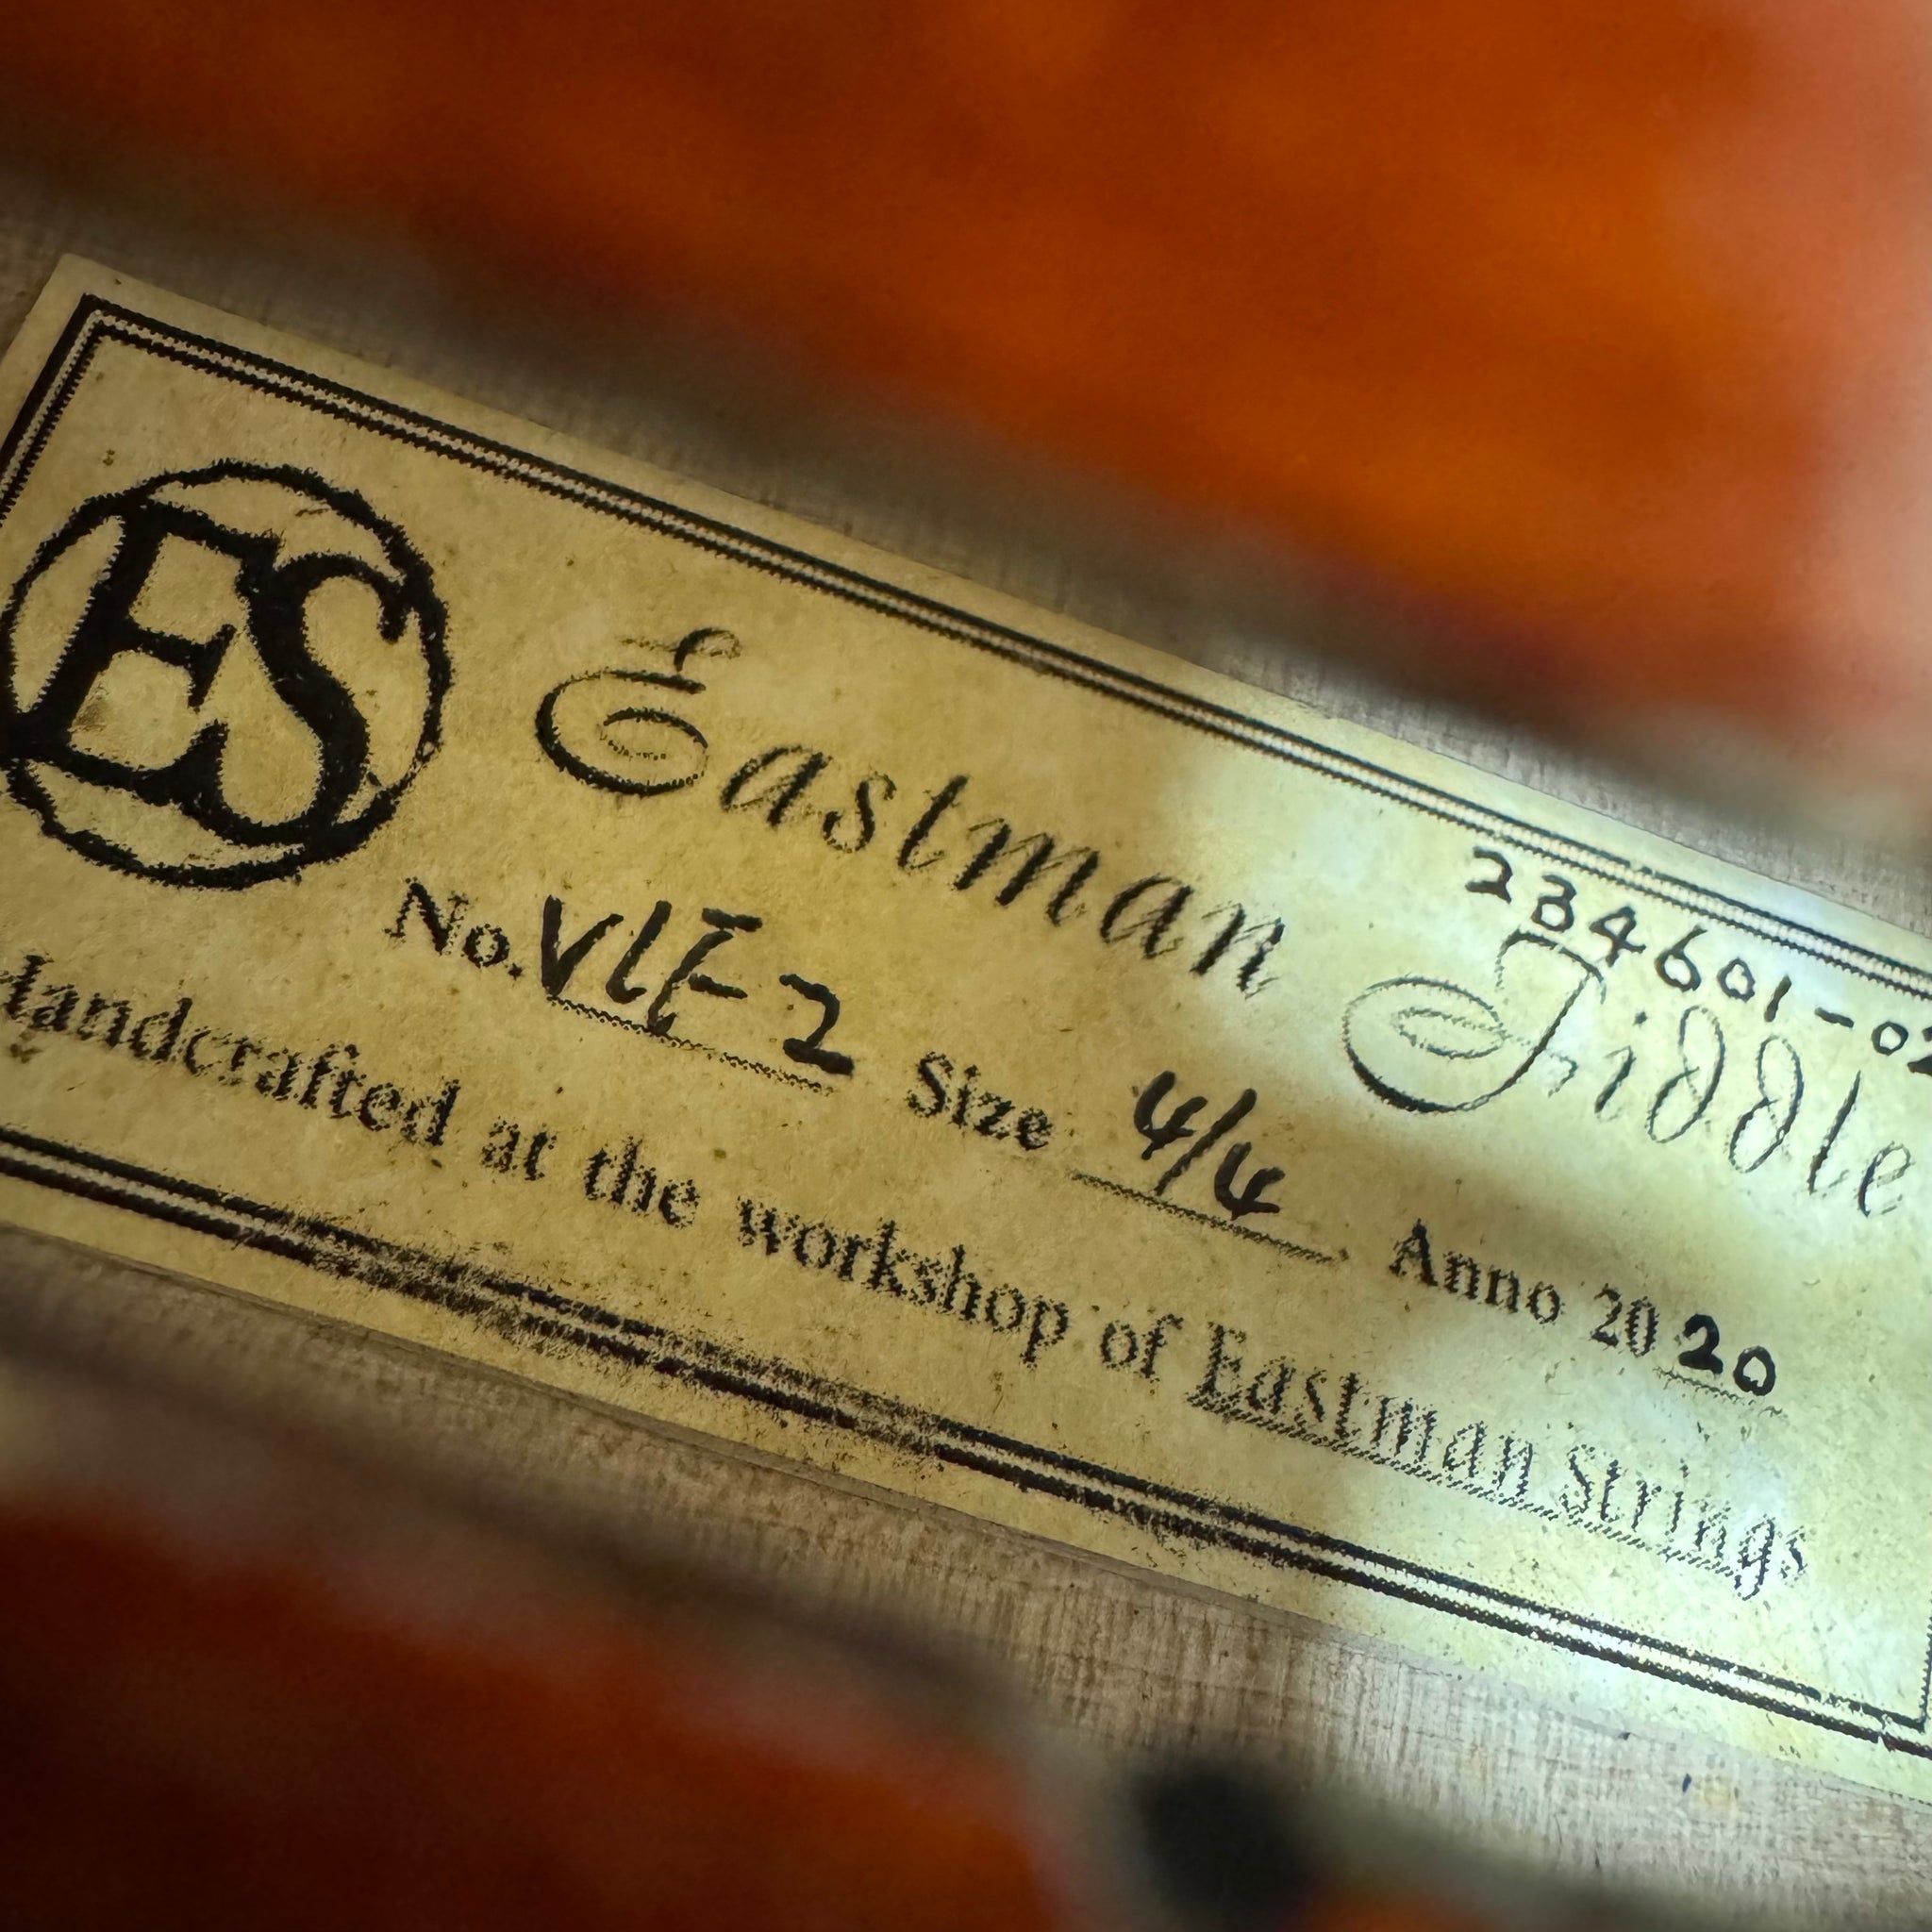 ES
Eastman Fiddle
234601-02
No. VLF-2 Size 4/4 Anno 2020
Handcrafted at the workshop of Eastman Strings